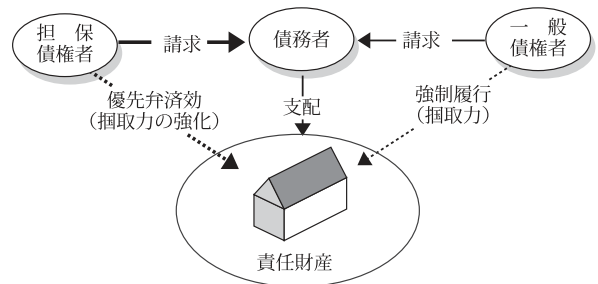 担 保
債権者
請求
債務者
請求
一 般
債権者
優先弁済効
（掴取力の強化）
支配
強制履行
（掴取力）
責任財産